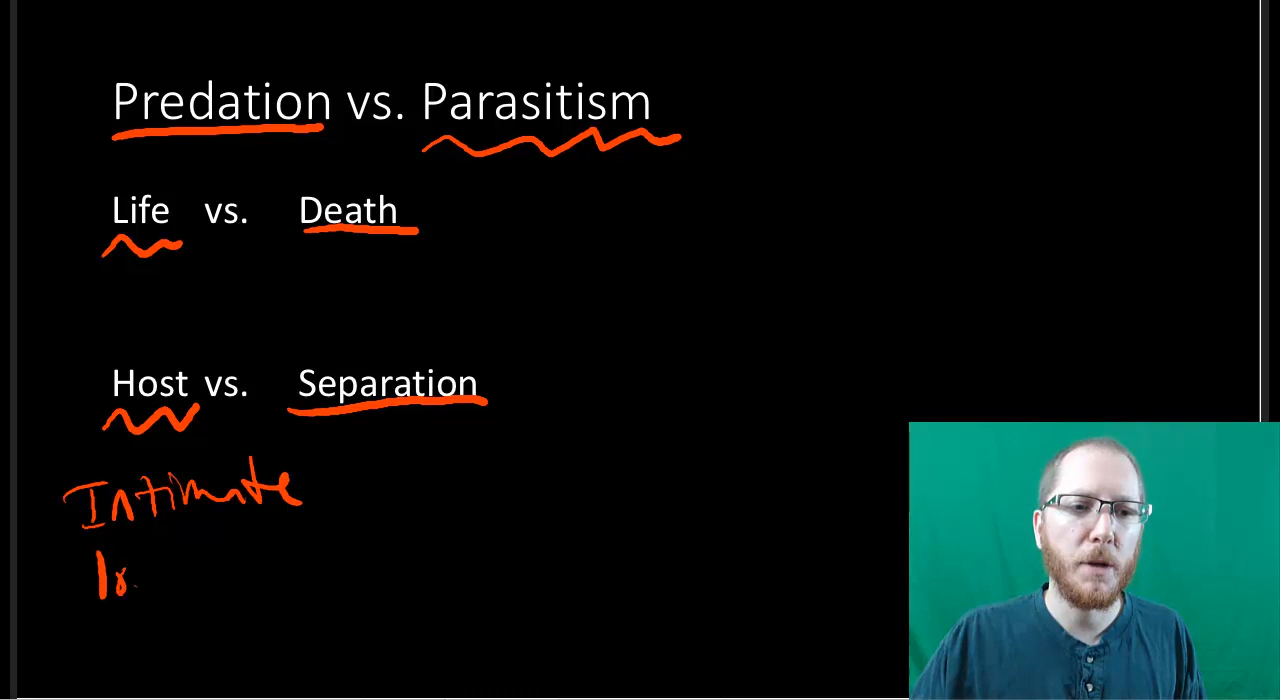 Predation vs. Parasitism
Life vs. Death
Host vs. Separation
Intimate